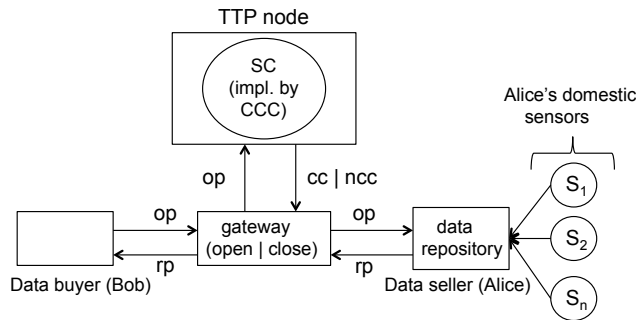 TTP node
SC
(impl. by
CCC)
Alice's domestic
sensors
op
cc | ncc
S1
op
gateway
(open | close)
op
data
repository
S2
rp
rp
Data buyer (Bob)
Data seller (Alice)
Sn